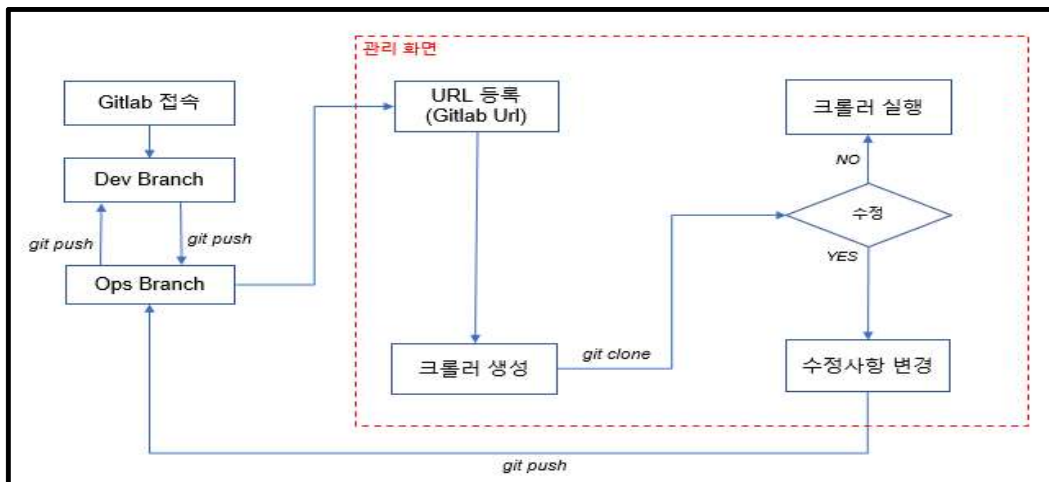 관리 화면
Gitlab 접속
URL 등록
(Gitlab Url)
크롤러 실행
NO
Dev Branch
수정
git push
git push
YES
Ops Branch
크롤러 생성
git clone
수정사항 변경
git push